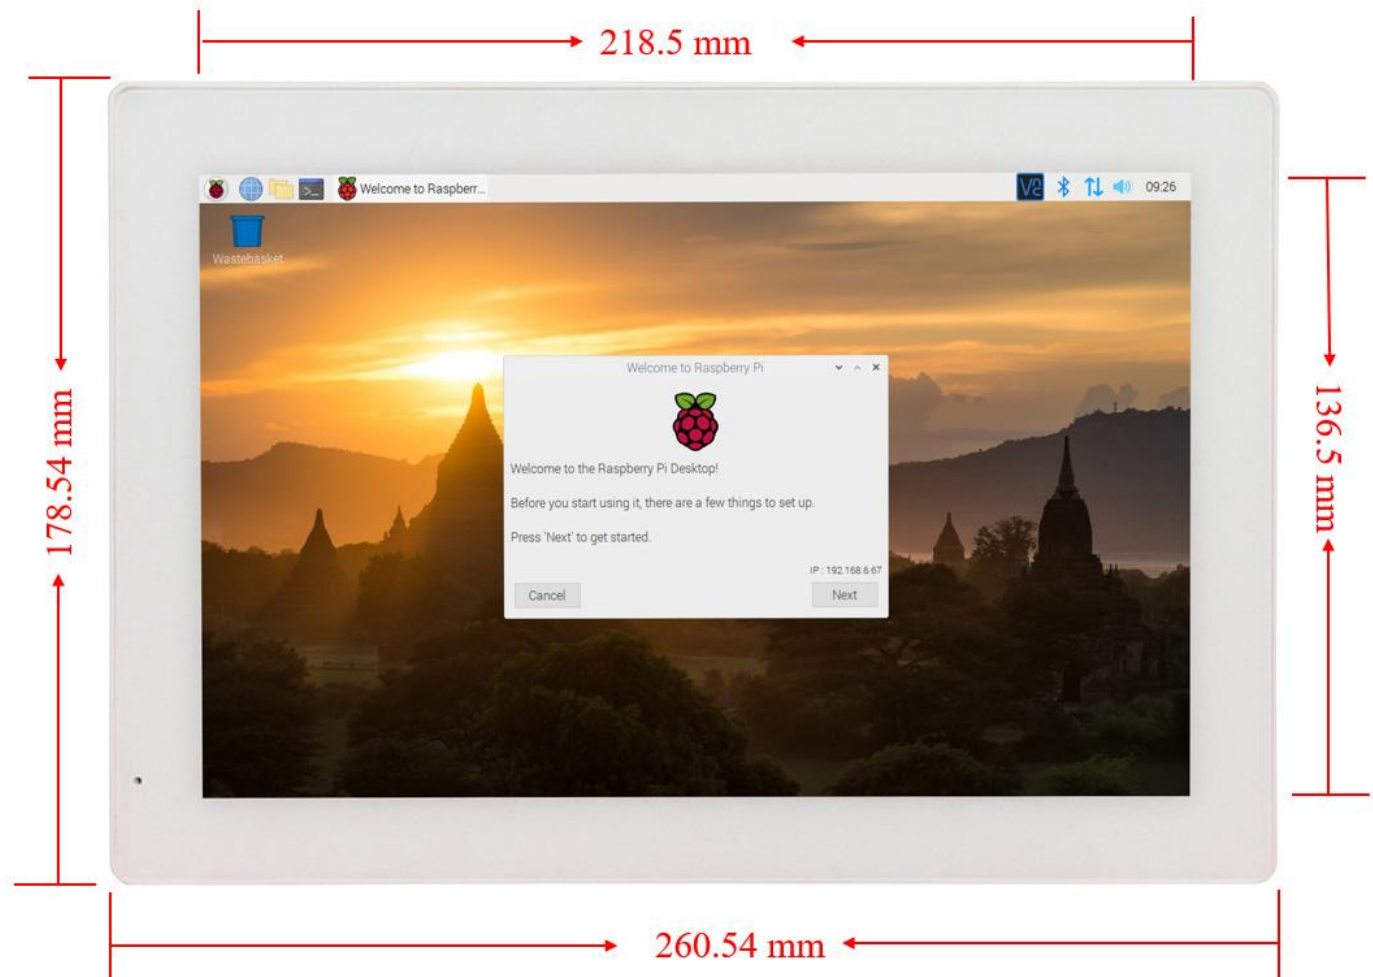 218.5 mm
Welcome to Raspberr...
09:26
Wastebasket
Welcome to Raspberry Pi
Welcome to the Raspberry Pi Desktop!
Before you start using it, there are a few things to set up.
Press 'Next' to get started.
IP : 192.168.6.67
Cancel
Next
178.54 mm
136.5 mm
260.54 mm